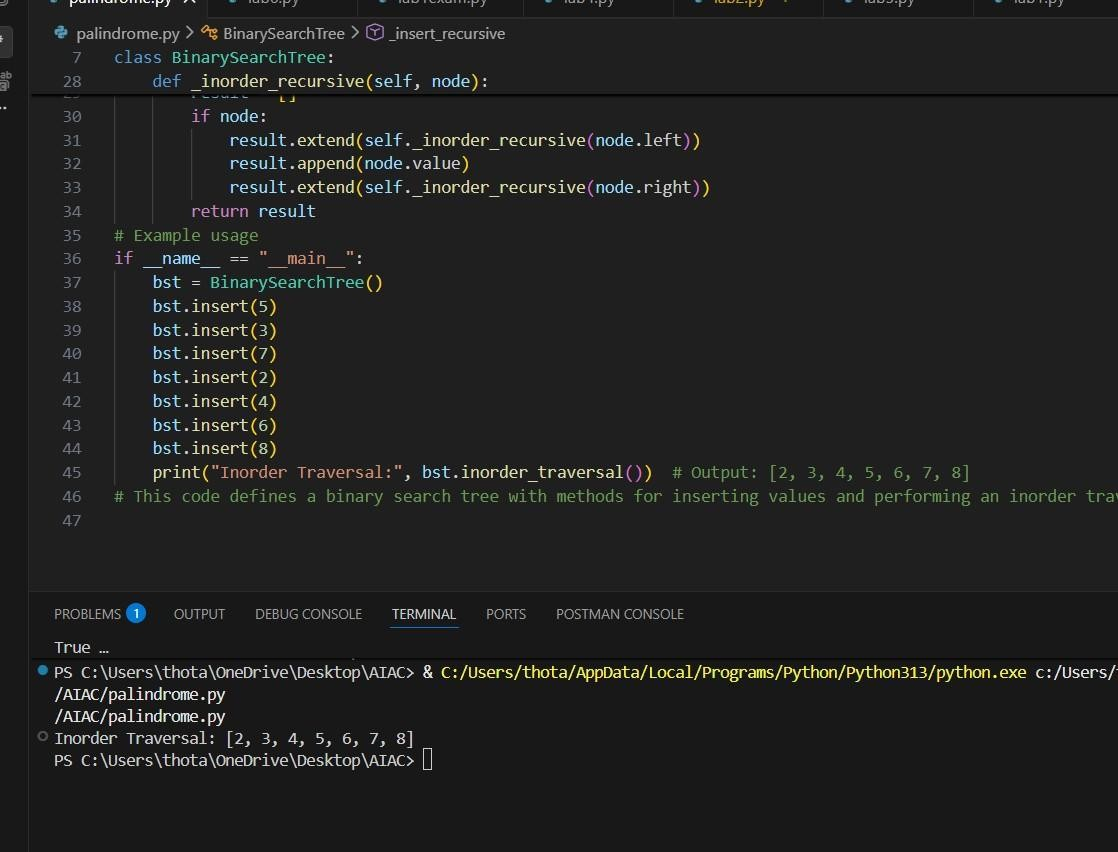 palindrome.py
palindrome.py > BinarySearchTree > _insert_recursive
7 class BinarySearchTree:
28 def _inorder_recursive(self, node):
30 if node:
31 result.extend(self._inorder_recursive(node.left))
32 result.append(node.value)
33 result.extend(self._inorder_recursive(node.right))
34 return result
35 # Example usage
36 if __name__ == "__main__":
37 bst = BinarySearchTree()
38 bst.insert(5)
39 bst.insert(3)
40 bst.insert(7)
41 bst.insert(2)
42 bst.insert(4)
43 bst.insert(6)
44 bst.insert(8)
45 print("Inorder Traversal:", bst.inorder_traversal()) # Output: [2, 3, 4, 5, 6, 7, 8]
46 # This code defines a binary search tree with methods for inserting values and performing an inorder tra
47
PROBLEMS 1 OUTPUT DEBUG CONSOLE TERMINAL PORTS POSTMAN CONSOLE
True …
PS C:\Users\thota\OneDrive\Desktop\AIAC> & C:/Users/thota/AppData/Local/Programs/Python/Python313/python.exe c:/Users/
/AIAC/palindrome.py
/AIAC/palindrome.py
Inorder Traversal: [2, 3, 4, 5, 6, 7, 8]
PS C:\Users\thota\OneDrive\Desktop\AIAC>